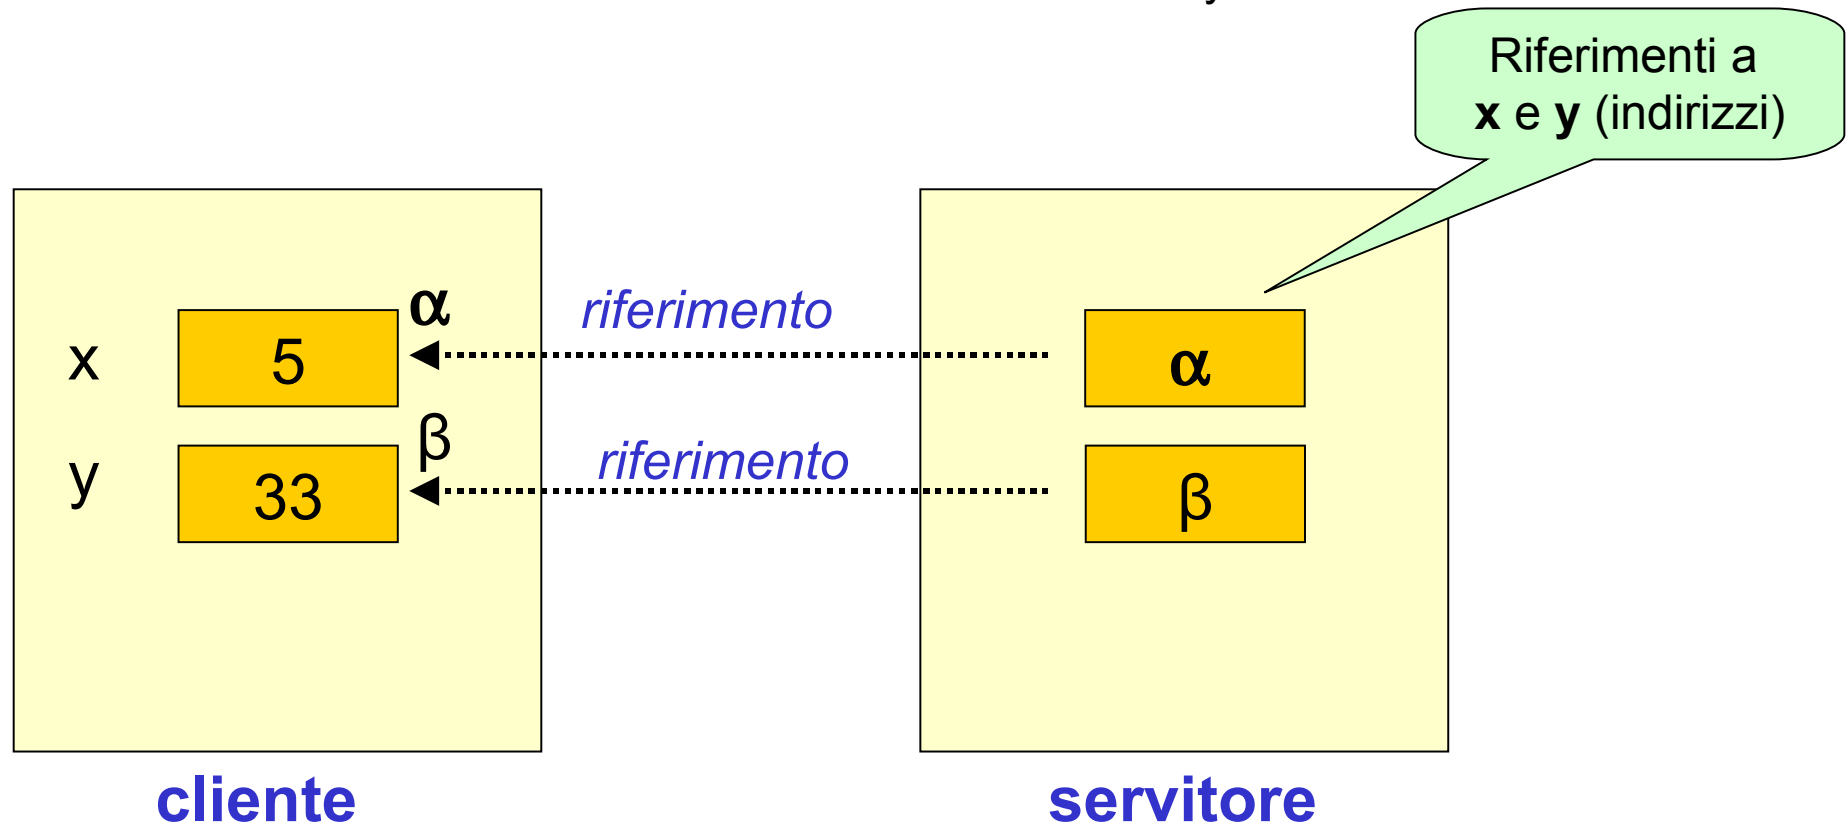 Riferimenti a
x e y (indirizzi)
α
riferimento
x
5
α
β
riferimento
y
33
β
cliente
servitore